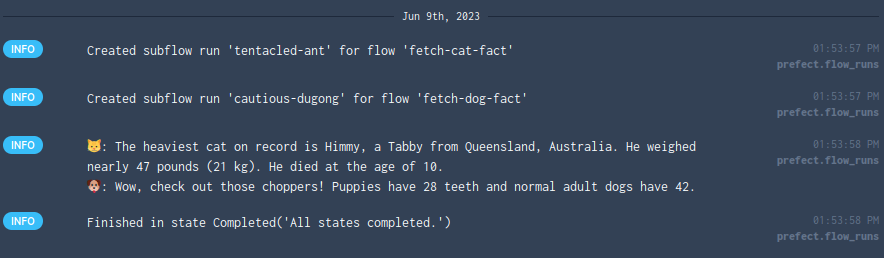 Jun 9th, 2023
INFO Created subflow run 'tentacled-ant' for flow 'fetch-cat-fact' 01:53:57 PM
prefect.flow_runs
INFO Created subflow run 'cautious-dugong' for flow 'fetch-dog-fact' 01:53:57 PM
prefect.flow_runs
INFO 🐱: The heaviest cat on record is Himmy, a Tabby from Queensland, Australia. He weighed 01:53:58 PM
nearly 47 pounds (21 kg). He died at the age of 10. prefect.flow_runs
🐶: Wow, check out those choppers! Puppies have 28 teeth and normal adult dogs have 42.
INFO Finished in state Completed('All states completed.') 01:53:58 PM
prefect.flow_runs